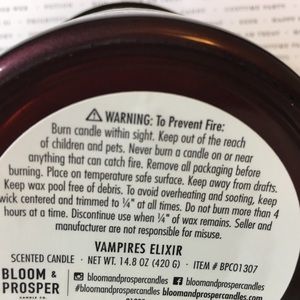 ⚠ WARNING: To Prevent Fire:
Burn candle within sight. Keep out of the reach
of children and pets. Never burn a candle on or near
anything that can catch fire. Remove all packaging before
burning. Place on temperature safe surface. Keep away from drafts.
Keep wax pool free of debris. To avoid overheating and sooting, keep
wick centered and trimmed to ¼" at all times. Do not burn more than 4
hours at a time. Discontinue use when ¼" of wax remains. Seller and
manufacturer are not responsible for misuse.
VAMPIRES ELIXIR
SCENTED CANDLE • NET WT. 14.8 OZ (420 G) • ITEM # BPCO1307
BLOOM &
PROSPER
CANDLE CO.
bloomandprospercandles
bloomandprospercandles